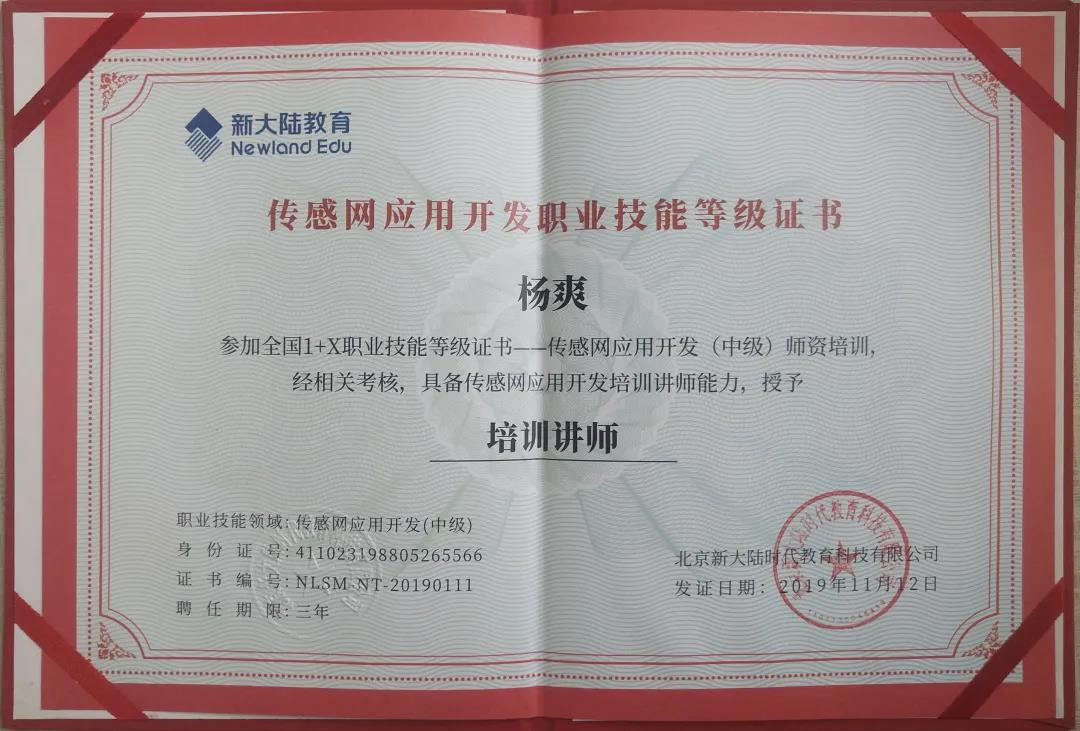 新大陆教育
Newland Edu
传感网应用开发职业技能等级证书
杨爽
参加全国1+X职业技能等级证书——传感网应用开发（中级）师资培训，
经相关考核，具备传感网应用开发培训讲师能力，授予
培训讲师
职业技能领域：传感网应用开发(中级)
身份证号：411023198805265566
证书编号：NLSM-NT-20190111
聘任期限：三年
北京新大陆时代教育科技有限公司
发证日期：2019年11月12日